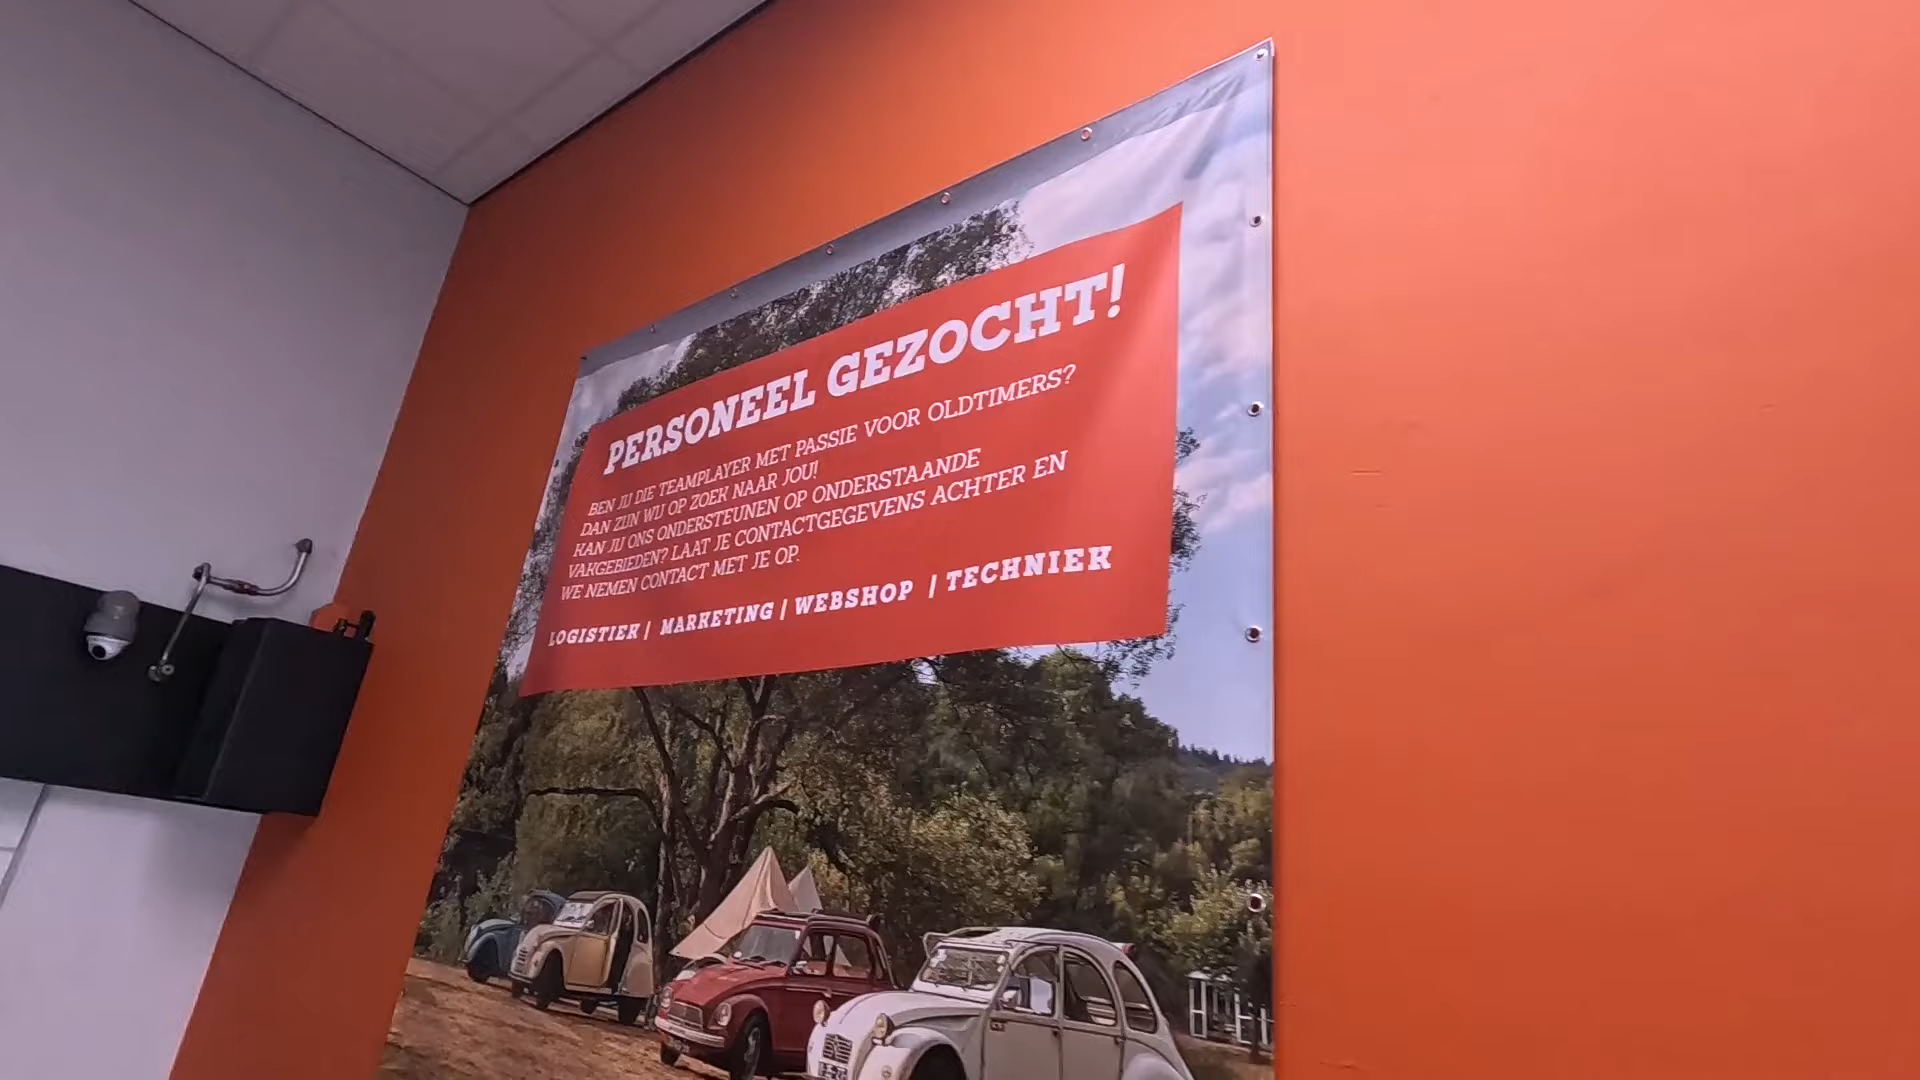 PERSONEEL GEZOCHT!
BEN JIJ DIE TEAMPLAYER MET PASSIE VOOR OLDTIMERS?
DAN ZIJN WIJ OP ZOEK NAAR JOU!
KAN JIJ ONS ONDERSTEUNEN OP ONDERSTAANDE
VAKGEBIEDEN? LAAT JE CONTACTGEGEVENS ACHTER EN
WE NEMEN CONTACT MET JE OP.
LOGISTIEK | MARKETING | WEBSHOP | TECHNIEK